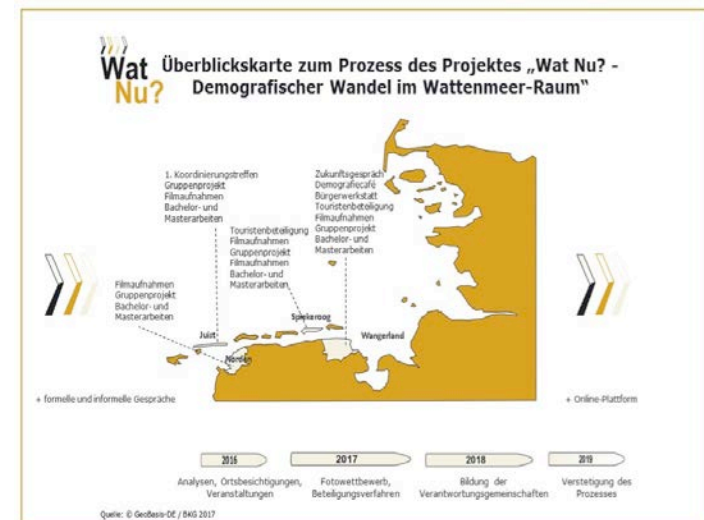 Wat
Nu?
Überblickskarte zum Prozess des Projektes „Wat Nu? -
Demografischer Wandel im Wattenmeer-Raum“
1. Koordinierungstreffen
Gruppenprojekt
Filmaufnahmen
Bachelor- und
Masterarbeiten
Zukunftsgespräch
Demografiecafé
Bürgerwerkstatt
Touristenbeteiligung
Filmaufnahmen
Gruppenprojekt
Bachelor- und
Masterarbeiten
Touristenbeteiligung
Filmaufnahmen
Gruppenprojekt
Filmaufnahmen
Bachelor- und
Masterarbeiten
Filmaufnahmen
Gruppenprojekt
Bachelor- und
Masterarbeiten
Juist
Spiekeroog
Wangerland
Norden
+ formelle und informelle Gespräche
+ Online-Plattform
2016
2017
2018
2019
Analysen, Ortsbesichtigungen,
Veranstaltungen
Fotowettbewerb,
Beteiligungsverfahren
Bildung der
Verantwortungsgemeinschaften
Verstetigung des
Prozesses
Quelle: © GeoBasis-DE / BKG 2017